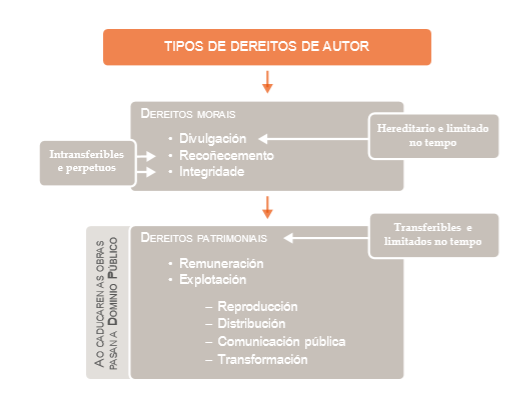 TIPOS DE DEREITOS DE AUTOR
DEREITOS MORAIS
• Divulgación
• Recoñecemento
• Integridade
Hereditario e limitado
no tempo
Intransferibles
e perpetuos
DEREITOS PATRIMONIAIS
• Remuneración
• Explotación
– Reproducción
– Distribución
– Comunicación pública
– Transformación
Transferibles e
limitados no tempo
AO CADUCAREN AS OBRAS
PASAN A DOMINIO PÚBLICO